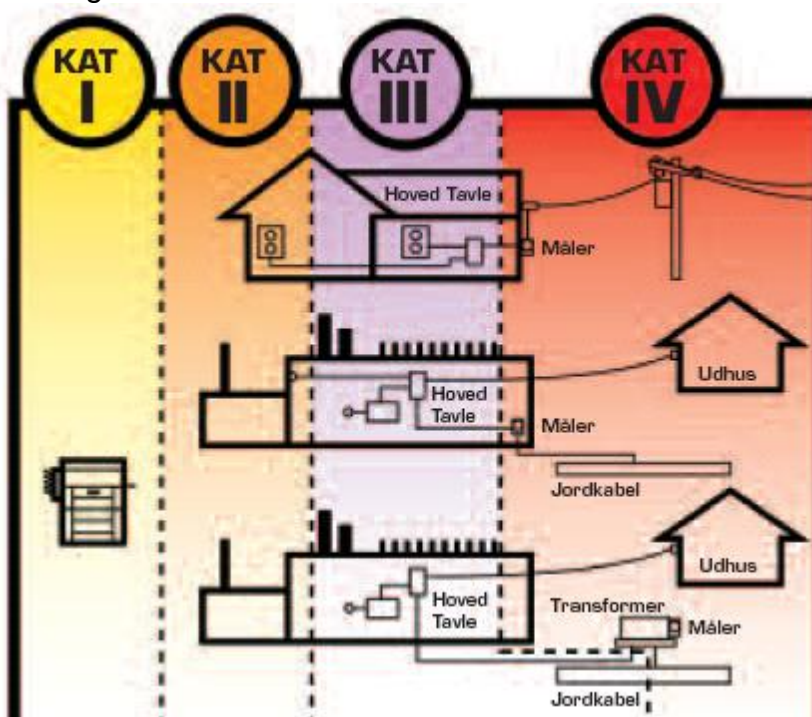 KAT
I
KAT
II
KAT
III
KAT
IV
Hoved Tavle
Måler
Udhus
Hoved
Tavle
Måler
Jordkabel
Udhus
Hoved
Tavle
Transformer
Måler
Jordkabel